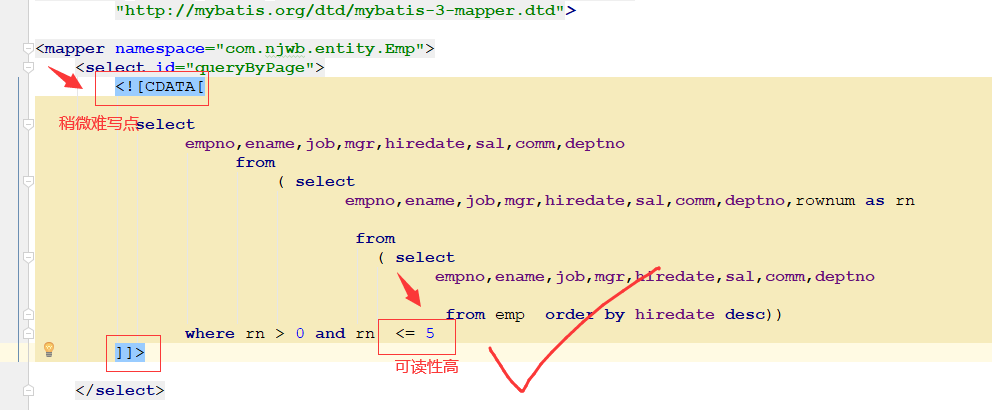 "http://mybatis.org/dtd/mybatis-3-mapper.dtd">
<mapper namespace="com.njwb.entity.Emp">
<select id="queryByPage">
<![CDATA[
稍微难写点
select
empno,ename,job,mgr,hiredate,sal,comm,deptno
from
( select
empno,ename,job,mgr,hiredate,sal,comm,deptno,rownum as rn
from
( select
empno,ename,job,mgr,hiredate,sal,comm,deptno
from emp order by hiredate desc))
where rn > 0 and rn <= 5
]]>
可读性高
</select>